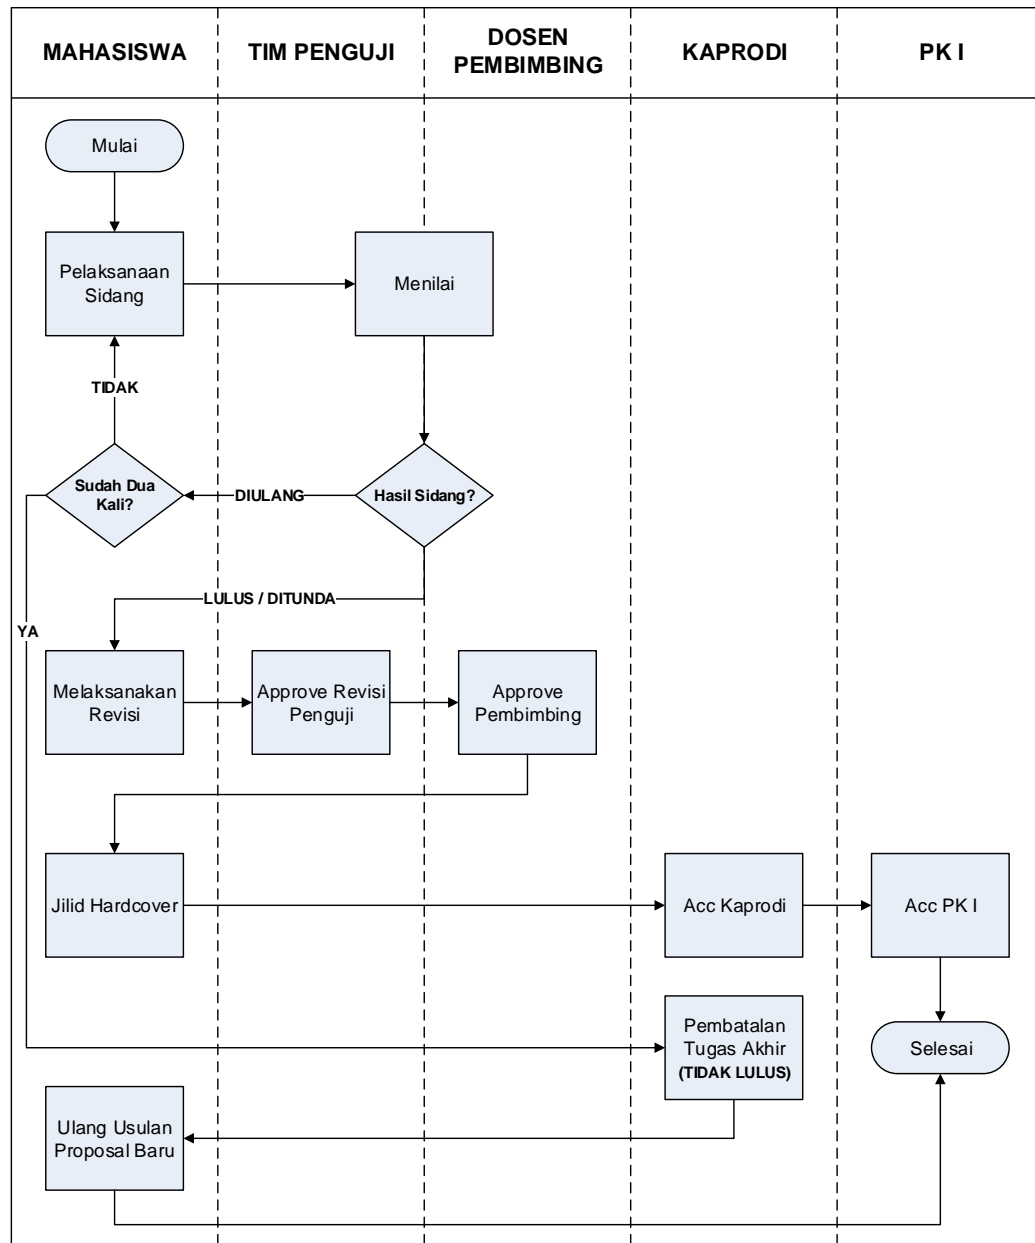 MAHASISWA
TIM PENGUJI
DOSEN
PEMBIMBING
KAPRODI
PK I
Mulai
Pelaksanaan
Sidang
Menilai
TIDAK
Sudah Dua
Kali?
DIULANG
Hasil Sidang?
LULUS / DITUNDA
YA
Melaksanakan
Revisi
Approve Revisi
Penguji
Approve
Pembimbing
Jilid Hardcover
Acc Kaprodi
Acc PK I
Pembatalan
Tugas Akhir
(TIDAK LULUS)
Selesai
Ulang Usulan
Proposal Baru